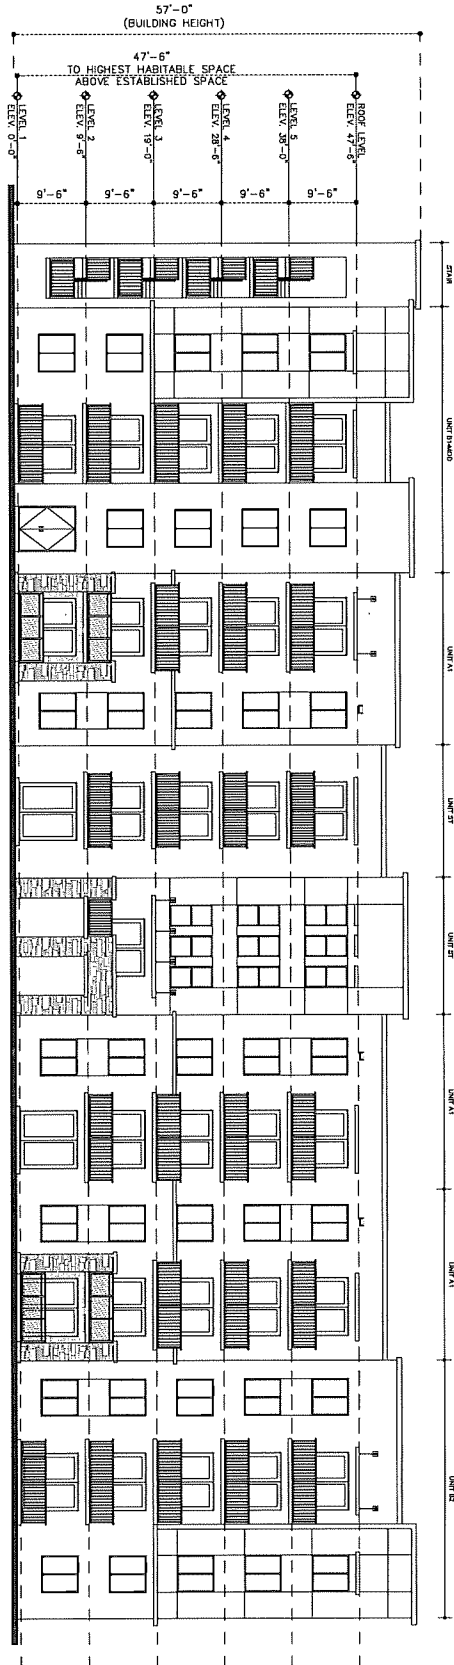 57'-0"
(BUILDING HEIGHT)
47'-6"
TO HIGHEST HABITABLE SPACE
ABOVE ESTABLISHED SPACE
ROOF LEVEL
ELEV. 47'-6"
LEVEL 5
ELEV. 38'-0"
LEVEL 4
ELEV. 28'-6"
LEVEL 3
ELEV. 19'-0"
LEVEL 2
ELEV. 9'-6"
LEVEL 1
ELEV. 0'-0"
9'-6"
9'-6"
9'-6"
9'-6"
9'-6"
STAIR
UNIT
UNIT A1
UNIT ST
UNIT ST
UNIT A1
UNIT A1
UNIT B2